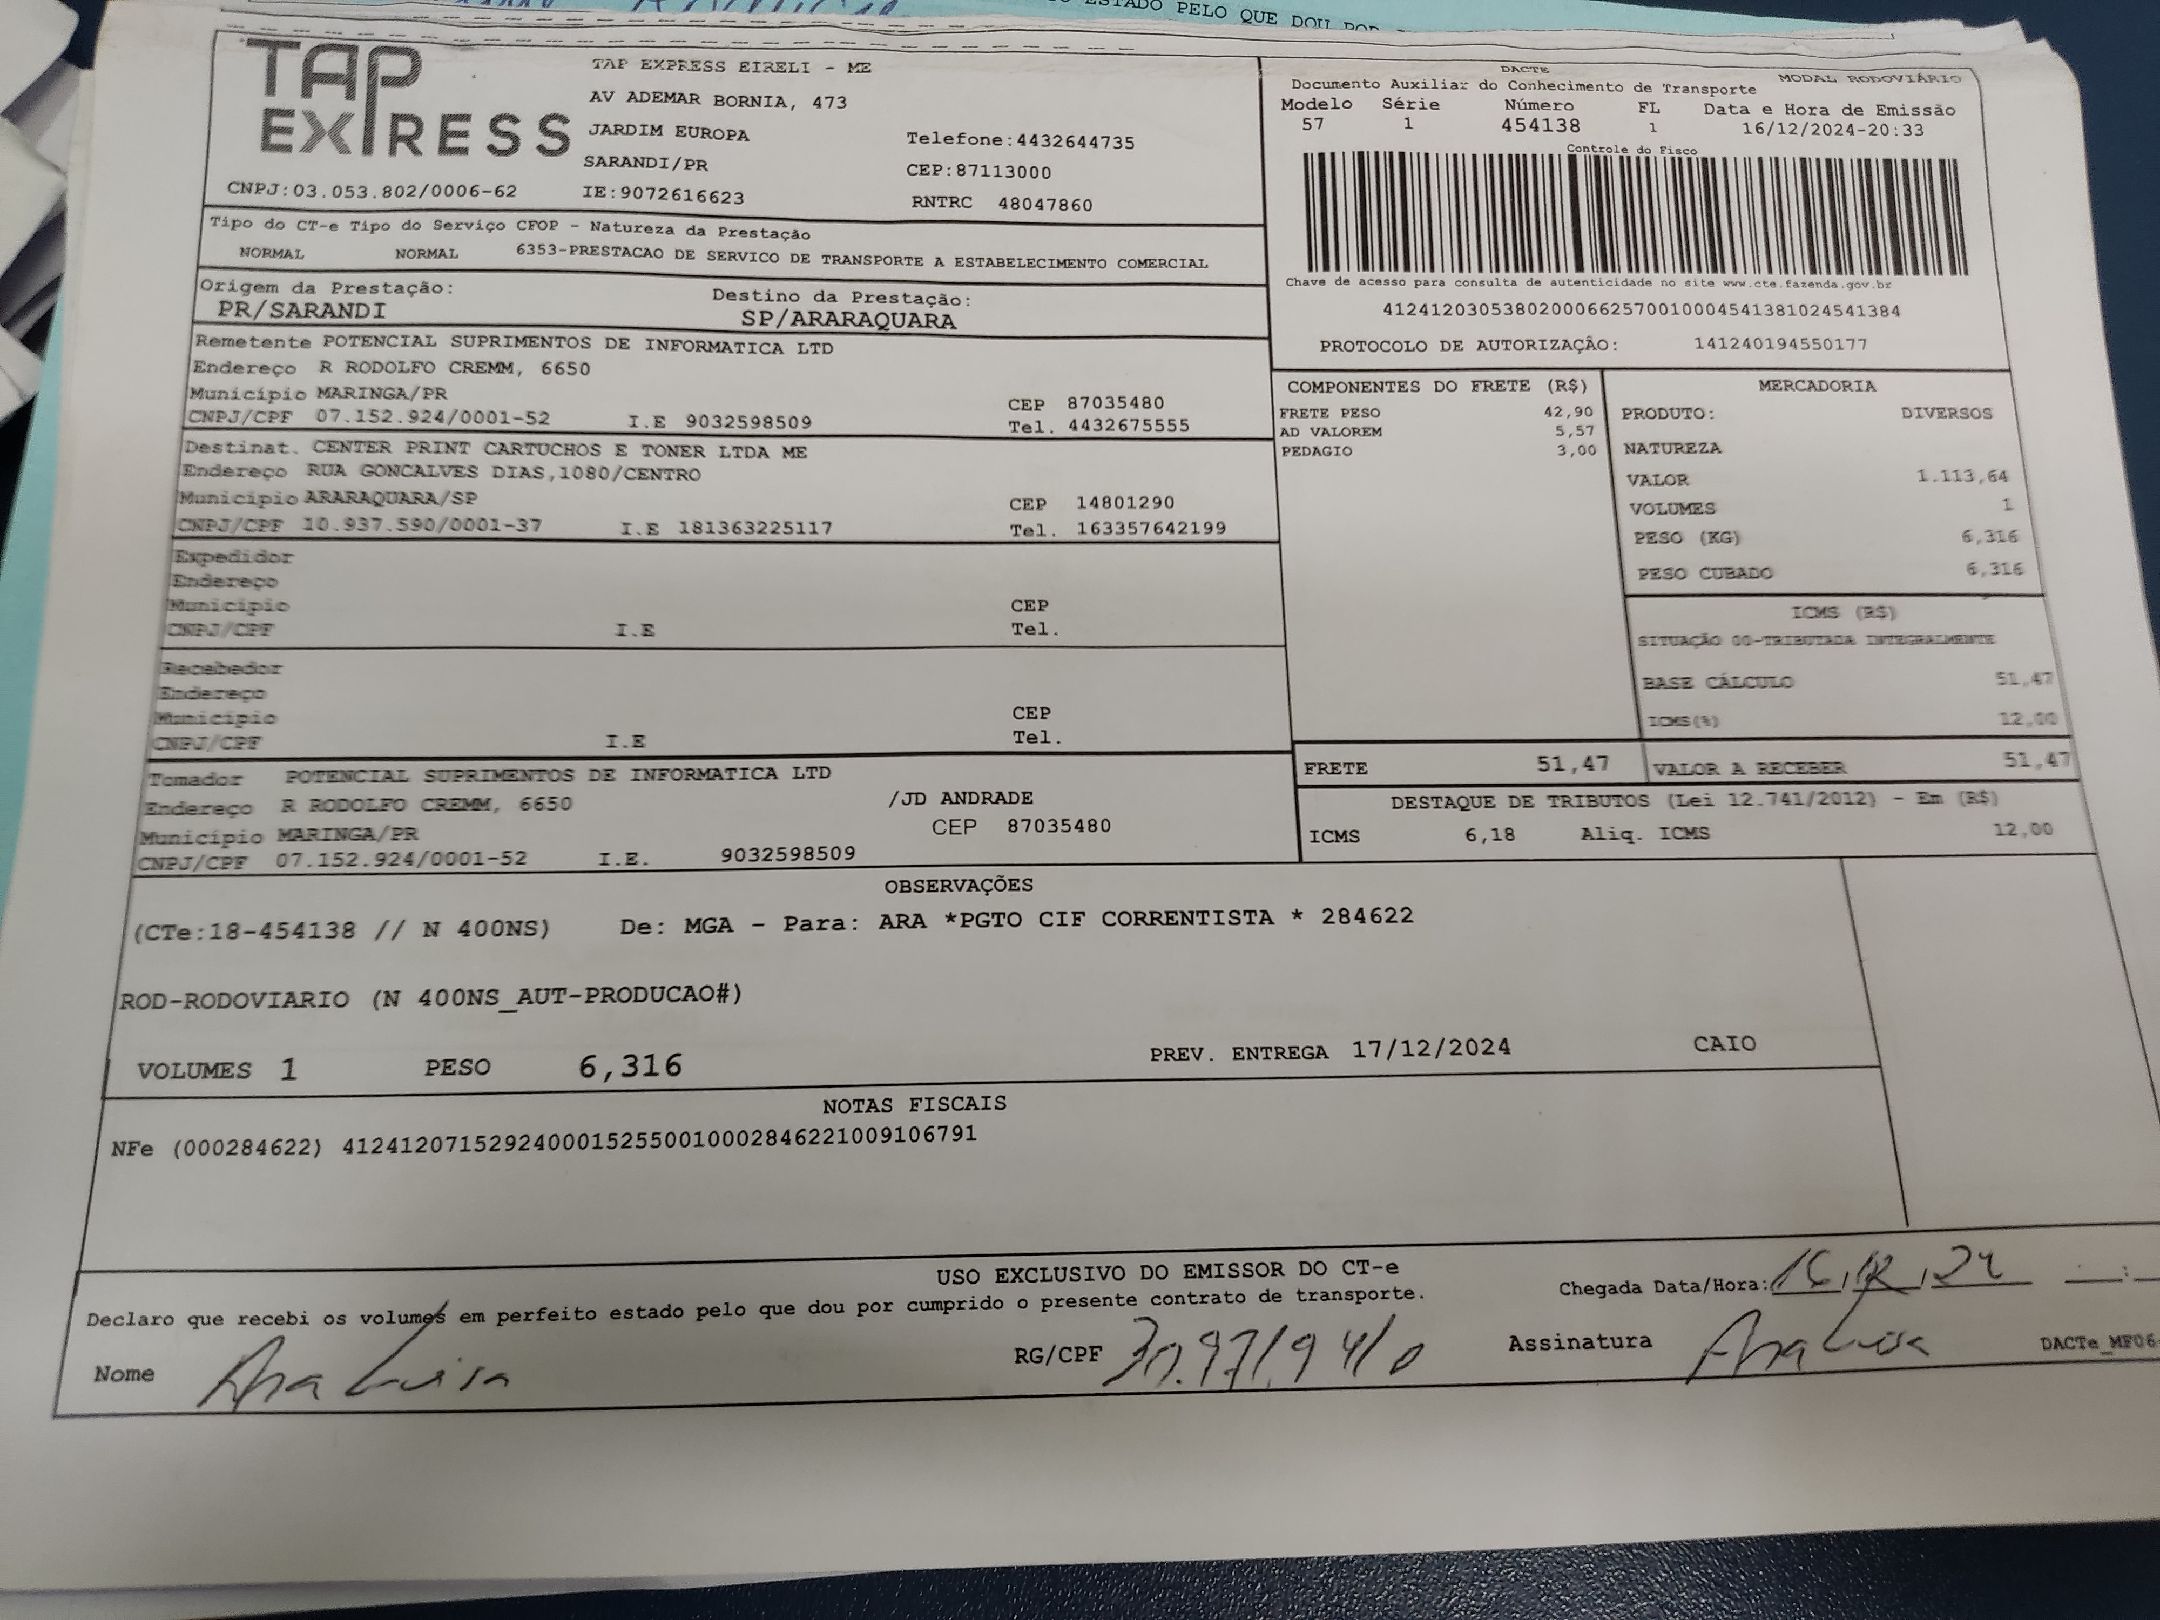 ESTADO PELO QUE DOU POR
TAP EXPRESS
TAP EXPRESS EIRELI - ME
AV ADEMAR BORNIA, 473
JARDIM EUROPA
Telefone:4432644735
SARANDI/PR
CEP:87113000
CNPJ:03.053.802/0006-62 IE:9072616623 RNTRC 48047860
DACTE MODAL RODOVIÁRIO
Documento Auxiliar do Conhecimento de Transporte
Modelo Série Número FL Data e Hora de Emissão
57 1 454138 1 16/12/2024-20:33
Controle do Fisco
Chave de acesso para consulta de autenticidade no site www.cte.fazenda.gov.br
41241203053802000662570010004541381024541384
PROTOCOLO DE AUTORIZAÇÃO: 141240194550177
Tipo do CT-e Tipo do Serviço CFOP - Natureza da Prestação
NORMAL NORMAL 6353-PRESTACAO DE SERVICO DE TRANSPORTE A ESTABELECIMENTO COMERCIAL
Origem da Prestação: Destino da Prestação:
PR/SARANDI SP/ARARAQUARA
Remetente POTENCIAL SUPRIMENTOS DE INFORMATICA LTD
Endereço R RODOLFO CREMM, 6650
Município MARINGA/PR CEP 87035480
CNPJ/CPF 07.152.924/0001-52 I.E 9032598509 Tel. 4432675555
Destinat. CENTER PRINT CARTUCHOS E TONER LTDA ME
Endereço RUA GONCALVES DIAS,1080/CENTRO
Município ARARAQUARA/SP CEP 14801290
CNPJ/CPF 10.937.590/0001-37 I.E 181363225117 Tel. 163357642199
Expedidor
Endereço
Município CEP
CNPJ/CPF I.E Tel.
Recebedor
Endereço
Município CEP
CNPJ/CPF I.E Tel.
Tomador POTENCIAL SUPRIMENTOS DE INFORMATICA LTD
Endereço R RODOLFO CREMM, 6650 /JD ANDRADE
Município MARINGA/PR CEP 87035480
CNPJ/CPF 07.152.924/0001-52 I.E. 9032598509
COMPONENTES DO FRETE (R$)
FRETE PESO 42,90
AD VALOREM 5,57
PEDAGIO 3,00
MERCADORIA
PRODUTO: DIVERSOS
NATUREZA
VALOR 1.113,64
VOLUMES 1
PESO (KG) 6,316
PESO CUBADO 6,316
ICMS (R$)
SITUAÇÃO 00-TRIBUTADA INTEGRALMENTE
BASE CÁLCULO 51,47
ICMS(%) 12,00
FRETE 51,47 VALOR A RECEBER 51,47
DESTAQUE DE TRIBUTOS (Lei 12.741/2012) - Em (R$)
ICMS 6,18 Aliq. ICMS 12,00
OBSERVAÇÕES
(CTe:18-454138 // N 400NS) De: MGA - Para: ARA *PGTO CIF CORRENTISTA * 284622
ROD-RODOVIARIO (N 400NS_AUT-PRODUCAO#)
VOLUMES 1 PESO 6,316 PREV. ENTREGA 17/12/2024 CAIO
NOTAS FISCAIS
NFe (000284622) 41241207152924000152550010002846221009106791
USO EXCLUSIVO DO EMISSOR DO CT-e
Declaro que recebi os volumes em perfeito estado pelo que dou por cumprido o presente contrato de transporte.
Chegada Data/Hora: __:__
Nome Ana Luisa RG/CPF Assinatura Ana Luisa DACTe_MF06